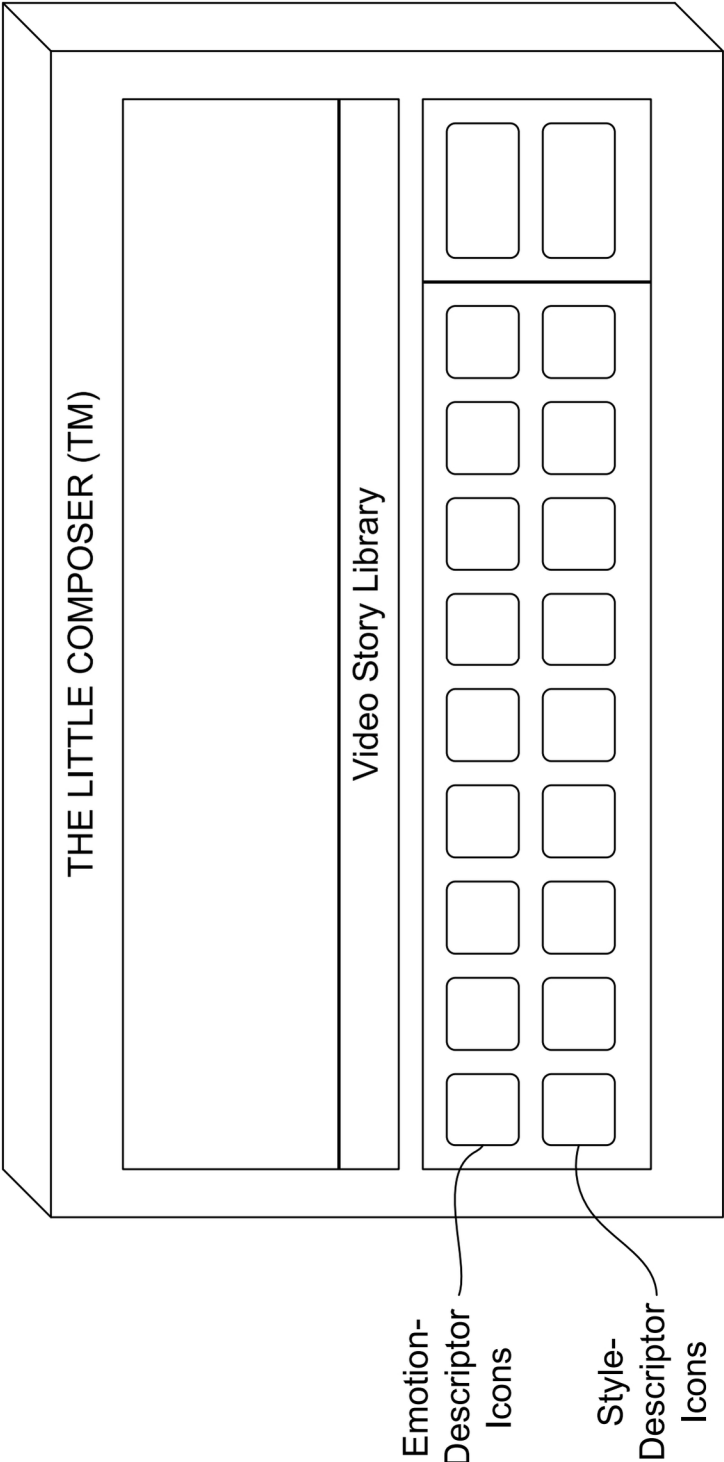 THE LITTLE COMPOSER (TM)
Video Story Library
Emotion-
Descriptor
Icons
Style-
Descriptor
Icons